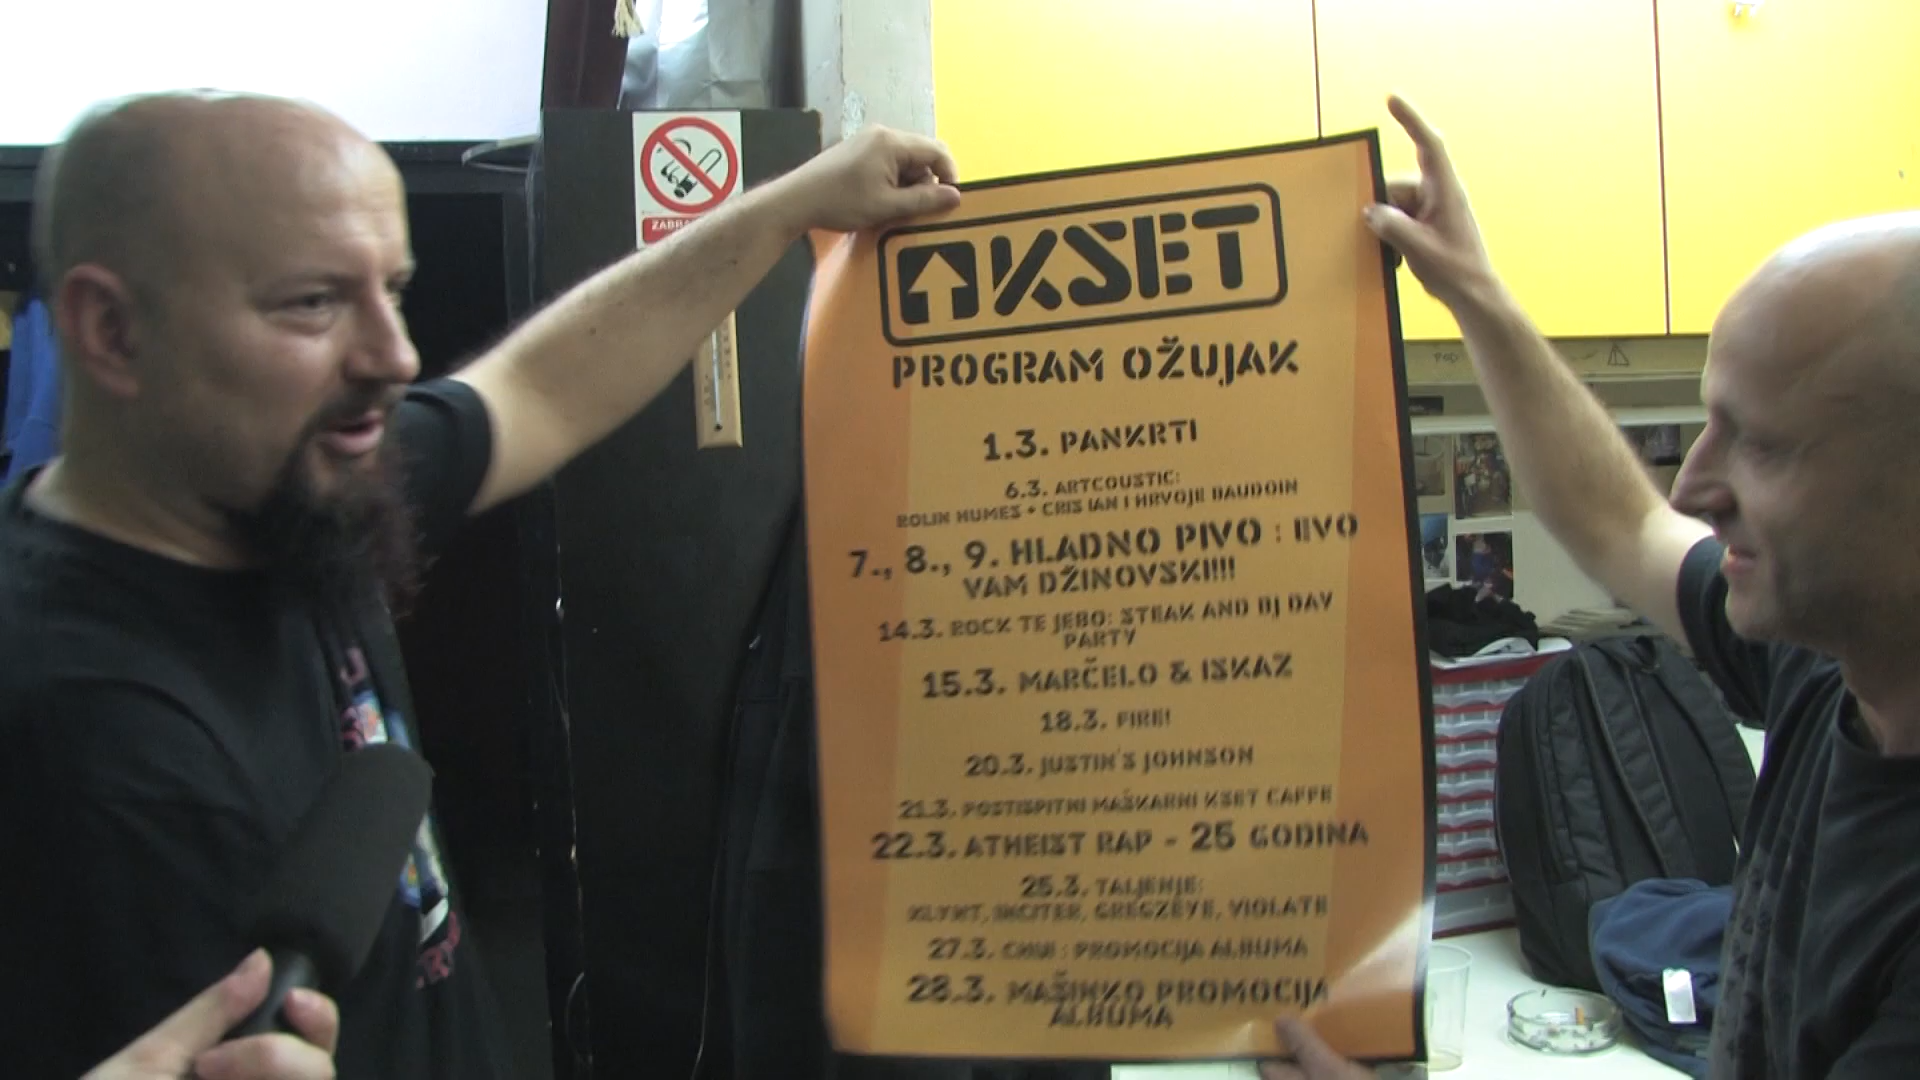 KSET
PROGRAM OŽUJAK
1.3. PANKRTI
6.3. ARTCOUSTIC:
ROLIN HUMES + CRIS IAN I HRVOJE BAUDOIN
7., 8., 9. HLADNO PIVO : EVO
VAM DŽINOVSKI!!!!
14.3. ROCK TE JEBO: STEAK AND BJ DAY
PARTY
15.3. MARČELO & ISKAZ
18.3. FIRE!
20.3. JUSTIN'S JOHNSON
21.3. POSTISPITNI MAŠKARNI KSET CAFFE
22.3. ATHEIST RAP - 25 GODINA
25.3. TALJENJE:
KLYNT, INCITER, GREGZEYE, VIOLATE
27.3. CHUI : PROMOCIJA ALBUMA
28.3. MAŠINKO PROMOCIJA
ALBUMA